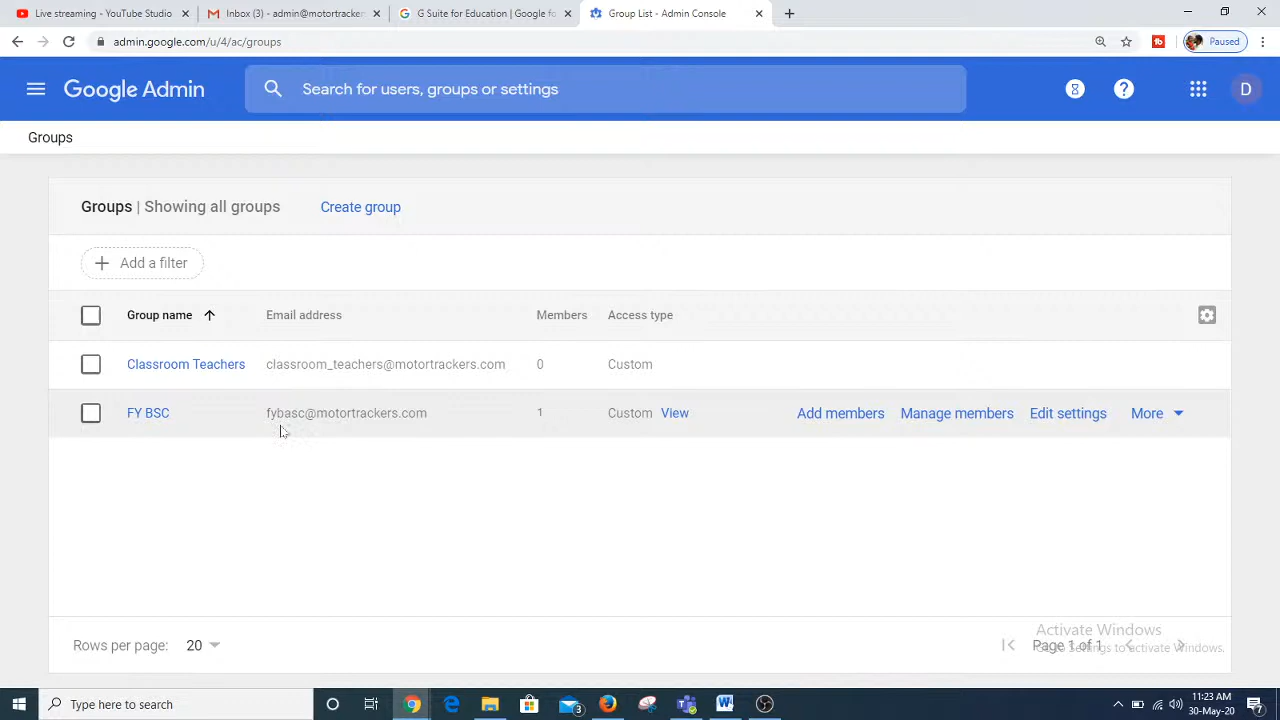 Live streaming - YouTube Studio
Inbox (3) - admin@motortracker
G Suite for Education | Google fo
Group List - Admin Console
admin.google.com/u/4/ac/groups
Paused
Google Admin
Search for users, groups or settings
D
Groups
Groups | Showing all groups
Create group
Add a filter
Group name
Email address
Members
Access type
Classroom Teachers
classroom_teachers@motortrackers.com
0
Custom
FY BSC
fybasc@motortrackers.com
1
Custom
View
Add members
Manage members
Edit settings
More
Activate Windows
Go to Settings to activate Windows.
Rows per page:
20
Page 1 of 1
Type here to search
3
11:23 AM
30-May-20
7